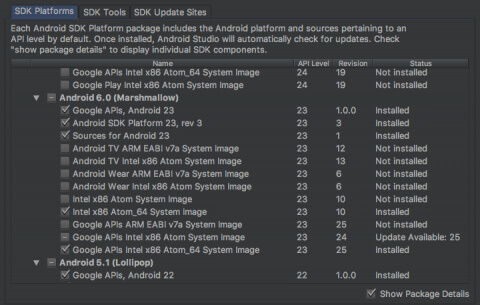 SDK Platforms SDK Tools SDK Update Sites
Each Android SDK Platform package includes the Android platform and sources pertaining to an
API level by default. Once installed, Android Studio will automatically check for updates. Check
"show package details" to display individual SDK components.
Name API Level Revision Status
Google APIs Intel x86 Atom_64 System Image 24 19 Not installed
Google Play Intel x86 Atom System Image 24 19 Not installed
Android 6.0 (Marshmallow)
Google APIs, Android 23 23 1.0.0 Installed
Android SDK Platform 23, rev 3 23 3 Installed
Sources for Android 23 23 1 Installed
Android TV ARM EABI v7a System Image 23 12 Not installed
Android TV Intel x86 Atom System Image 23 13 Not installed
Android Wear ARM EABI v7a System Image 23 6 Not installed
Android Wear Intel x86 Atom System Image 23 6 Not installed
Intel x86 Atom System Image 23 10 Not installed
Intel x86 Atom_64 System Image 23 10 Installed
Google APIs ARM EABI v7a System Image 23 25 Not installed
Google APIs Intel x86 Atom System Image 23 24 Update Available: 25
Google APIs Intel x86 Atom_64 System Image 23 25 Installed
Android 5.1 (Lollipop)
Google APIs, Android 22 22 1.0.0 Installed
Show Package Details